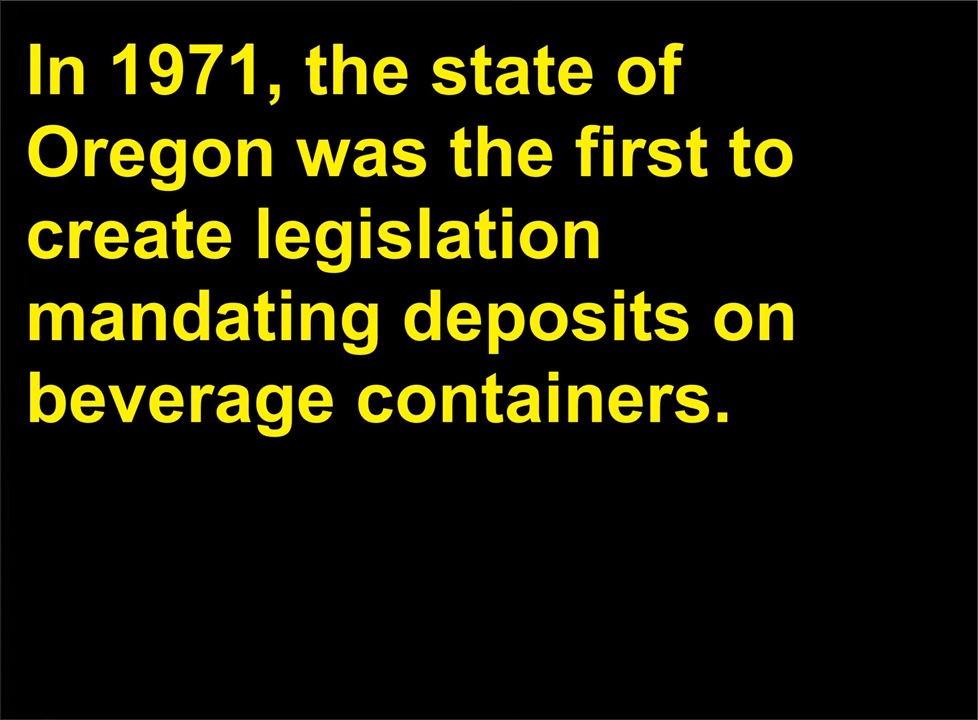 In 1971, the state of
Oregon was the first to
create legislation
mandating deposits on
beverage containers.